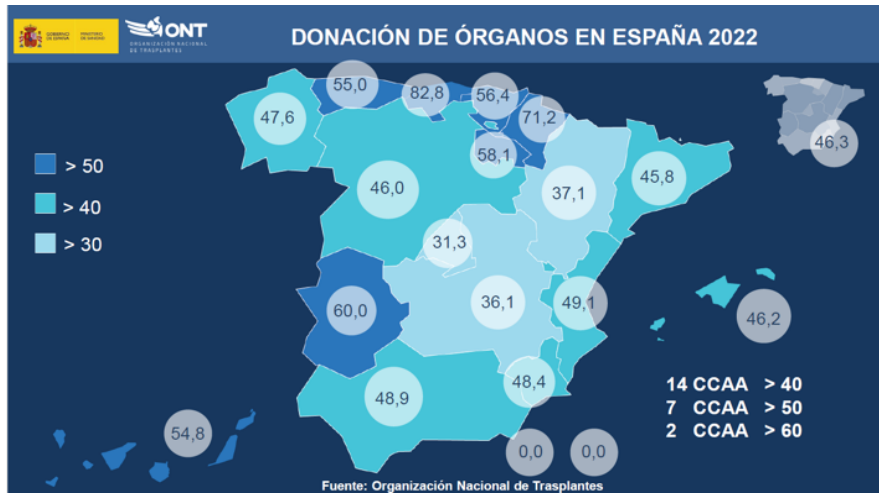 GOBIERNO DE ESPAÑA
MINISTERIO DE SANIDAD
ONT
ORGANIZACIÓN NACIONAL
DE TRASPLANTES
DONACIÓN DE ÓRGANOS EN ESPAÑA 2022
55,0
82,8
56,4
71,2
47,6
58,1
46,3
> 50
46,0
37,1
45,8
> 40
> 30
31,3
60,0
36,1
49,1
46,2
48,9
48,4
14 CCAA > 40
7 CCAA > 50
2 CCAA > 60
54,8
0,0
0,0
Fuente: Organización Nacional de Trasplantes